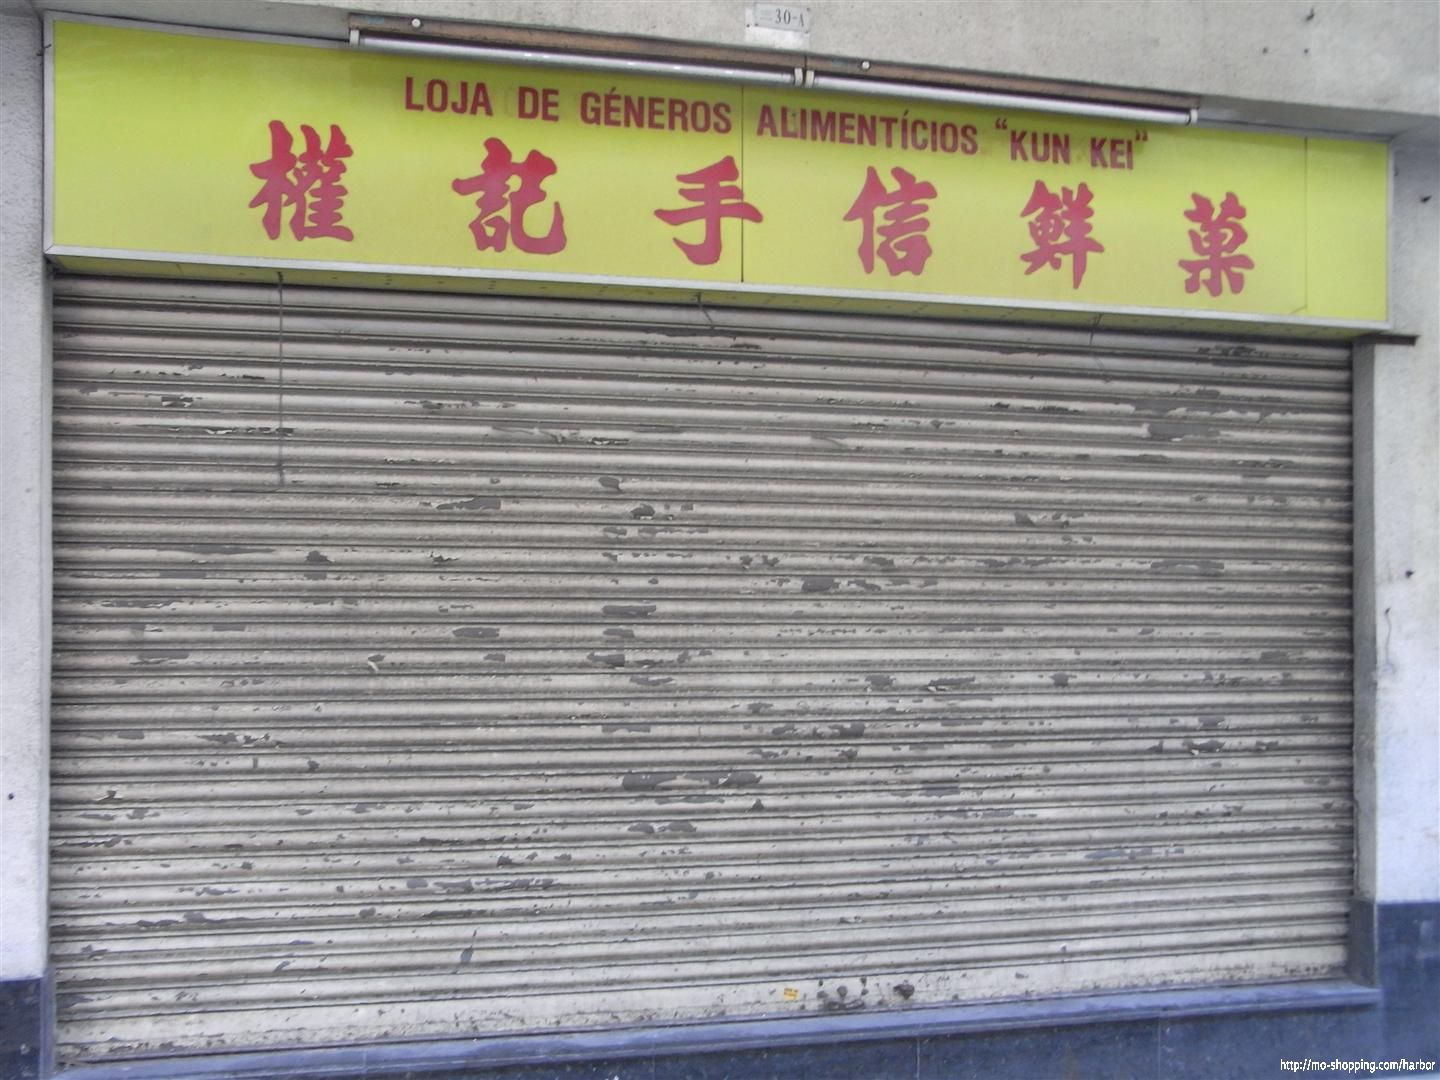 30-A
LOJA DE GÉNEROS ALIMENTÍCIOS "KUN KEI"
權記手信鮮菓
http://mo-shopping.com/harbor